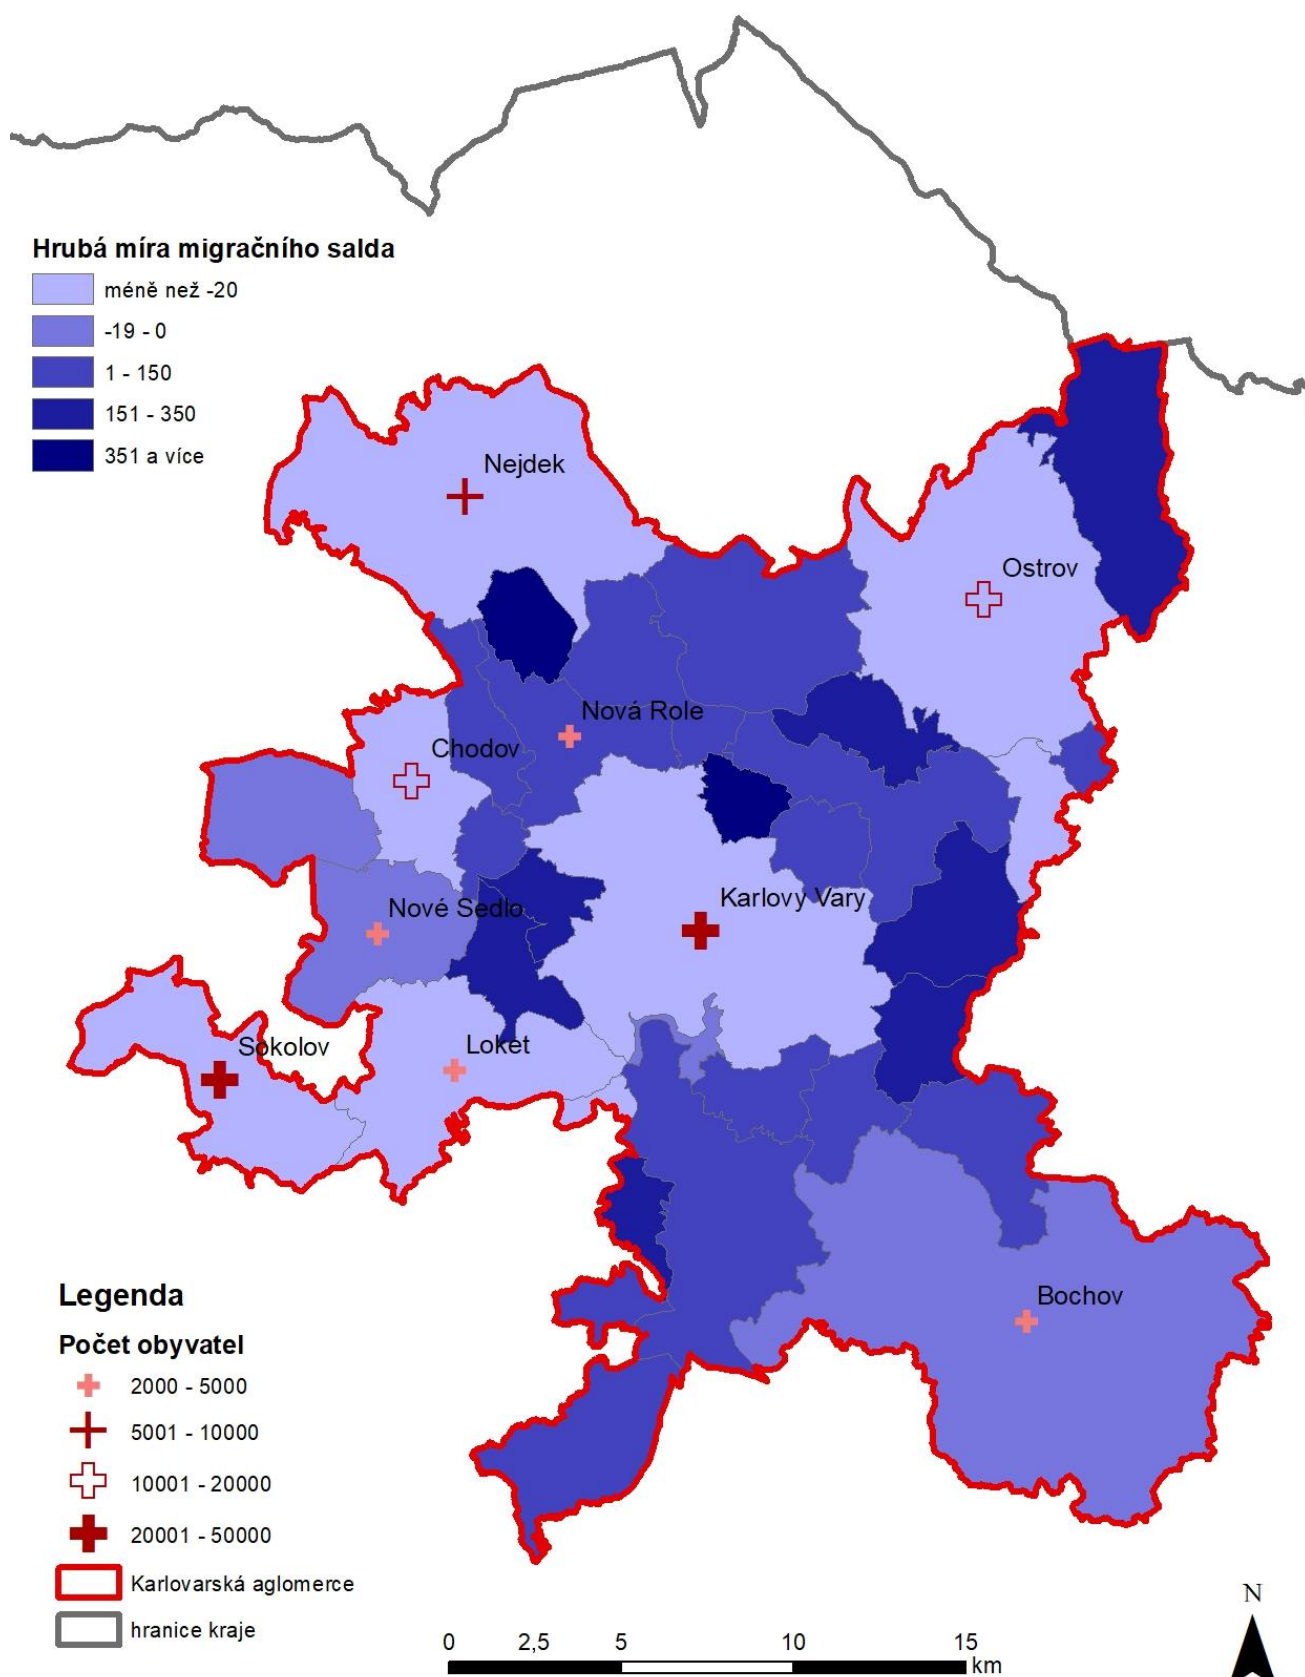 Hrubá míra migračního salda
méně než -20
-19 - 0
1 - 150
151 - 350
351 a více
Nejdek
Ostrov
Nová Role
Chodov
Karlovy Vary
Nové Sedlo
Sokolov
Loket
Bochov
Legenda
Počet obyvatel
2000 - 5000
5001 - 10000
10001 - 20000
20001 - 50000
Karlovarská aglomerce
hranice kraje
N
0 2,5 5 10 15
km